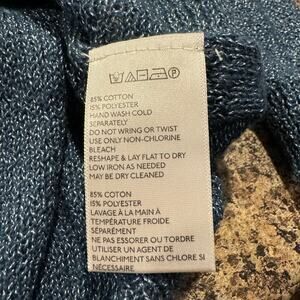 P
85% COTTON
15% POLYESTER
HAND WASH COLD
SEPARATELY
DO NOT WRING OR TWIST
USE ONLY NON-CHLORINE
BLEACH
RESHAPE & LAY FLAT TO DRY
LOW IRON AS NEEDED
MAY BE DRY CLEANED
85% COTON
15% POLYESTER
LAVAGE À LA MAIN À
TEMPÉRATURE FROIDE
SÉPARÉMENT
NE PAS ESSORER OU TORDRE
UTILISER UN AGENT DE
BLANCHIMENT SANS CHLORE SI
NÉCESSAIRE